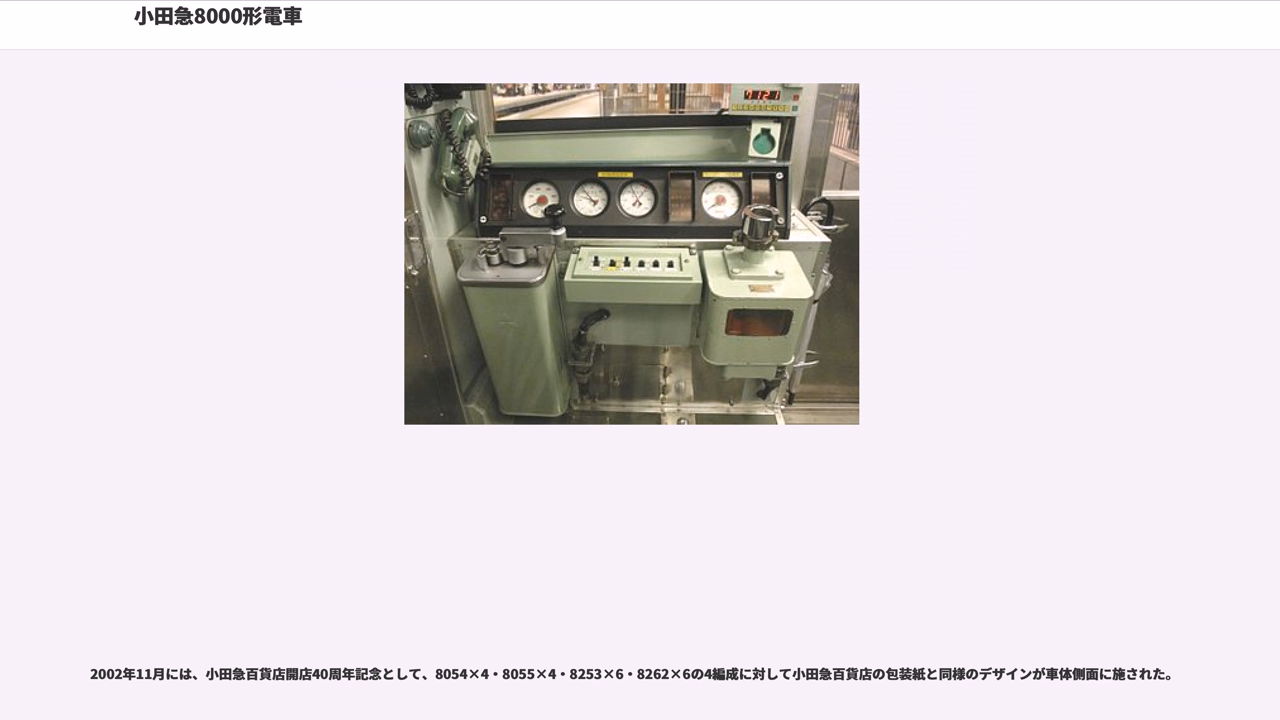 小田急8000形電車
7121
2002年11月には、小田急百貨店開店40周年記念として、8054×4・8055×4・8253×6・8262×6の4編成に対して小田急百貨店の包装紙と同様のデザインが車体側面に施された。